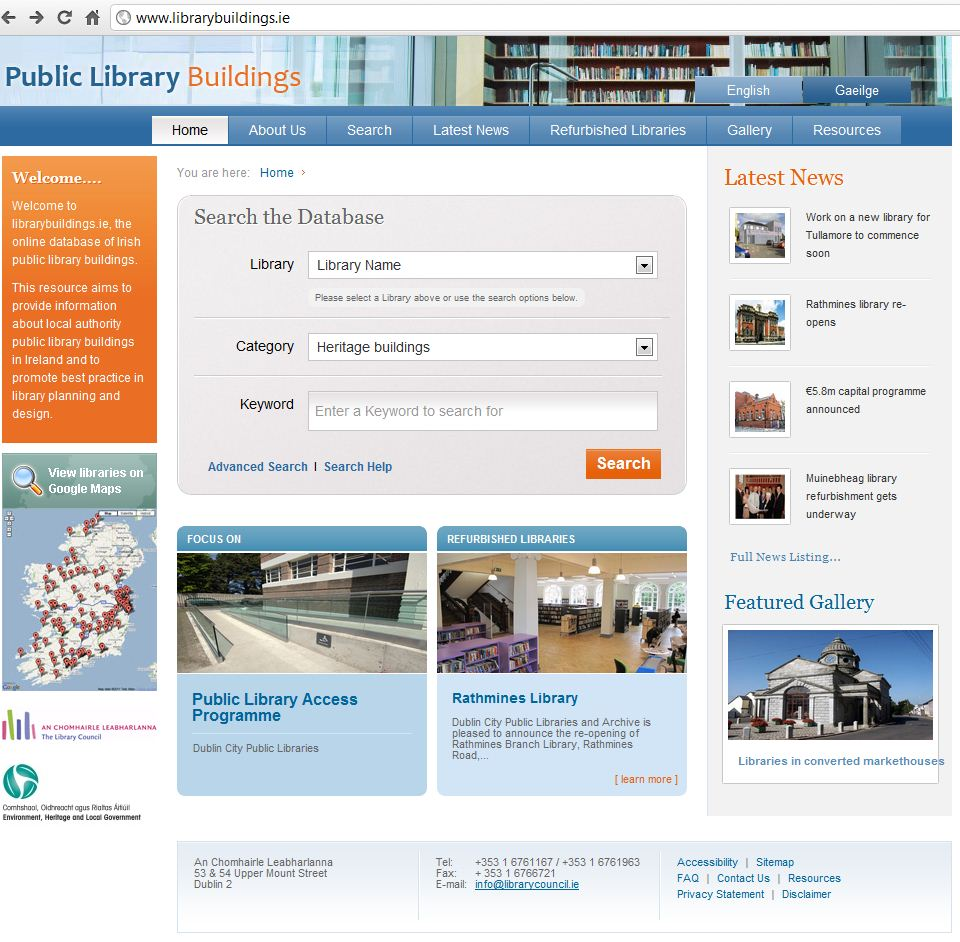 www.librarybuildings.ie
Public Library Buildings
English
Gaeilge
Home
About Us
Search
Latest News
Refurbished Libraries
Gallery
Resources
Welcome....
Welcome to
librarybuildings.ie, the
online database of Irish
public library buildings.
This resource aims to
provide information
about local authority
public library buildings
in Ireland and to
promote best practice in
library planning and
design.
View libraries on
Google Maps
AN CHOMHAIRLE LEABHARLANNA
The Library Council
Comhshaol, Oidhreacht agus Rialtas Áitiúil
Environment, Heritage and Local Government
You are here: Home ›
Search the Database
Library
Library Name
Please select a Library above or use the search options below.
Category
Heritage buildings
Keyword
Enter a Keyword to search for
Advanced Search | Search Help
Search
FOCUS ON
Public Library Access
Programme
Dublin City Public Libraries
REFURBISHED LIBRARIES
Rathmines Library
Dublin City Public Libraries and Archive is
pleased to announce the re-opening of
Rathmines Branch Library, Rathmines
Road,...
[ learn more ]
Latest News
Work on a new library for
Tullamore to commence
soon
Rathmines library re-
opens
€5.8m capital programme
announced
Muinebheag library
refurbishment gets
underway
Full News Listing...
Featured Gallery
Libraries in converted markethouses
An Chomhairle Leabharlanna
53 & 54 Upper Mount Street
Dublin 2
Tel: +353 1 6761167 / +353 1 6761963
Fax: + 353 1 6766721
E-mail: info@librarycouncil.ie
Accessibility | Sitemap
FAQ | Contact Us | Resources
Privacy Statement | Disclaimer